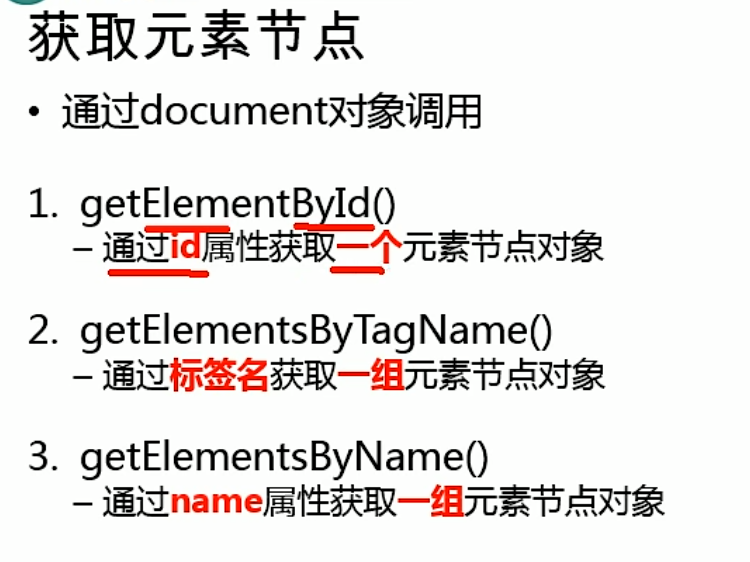 获取元素节点
• 通过document对象调用
1. getElementById()
– 通过id属性获取一个元素节点对象
2. getElementsByTagName()
– 通过标签名获取一组元素节点对象
3. getElementsByName()
– 通过name属性获取一组元素节点对象